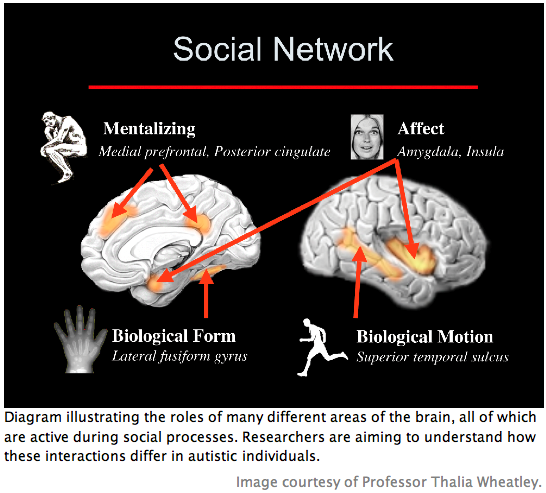 Social Network
Mentalizing
Medial prefrontal, Posterior cingulate
Affect
Amygdala, Insula
Biological Form
Lateral fusiform gyrus
Biological Motion
Superior temporal sulcus
Diagram illustrating the roles of many different areas of the brain, all of which
are active during social processes. Researchers are aiming to understand how
these interactions differ in autistic individuals.
Image courtesy of Professor Thalia Wheatley.